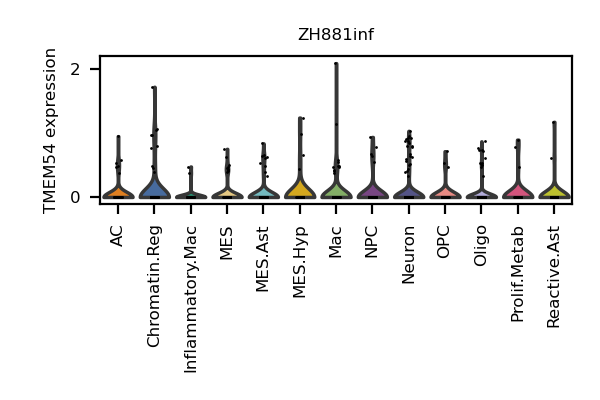 ZH881inf
TMEM54 expression
2
0
AC
Chromatin.Reg
Inflammatory.Mac
MES
MES.Ast
MES.Hyp
Mac
NPC
Neuron
OPC
Oligo
Prolif.Metab
Reactive.Ast